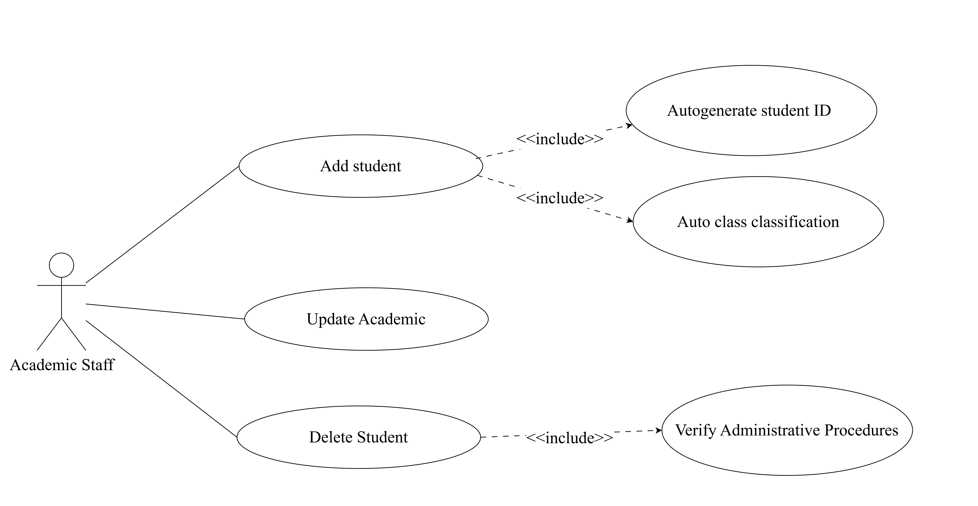 Autogenerate student ID
<<include>>
Add student
<<include>>
Auto class classification
Update Academic
Academic Staff
Delete Student
<<include>>
Verify Administrative Procedures